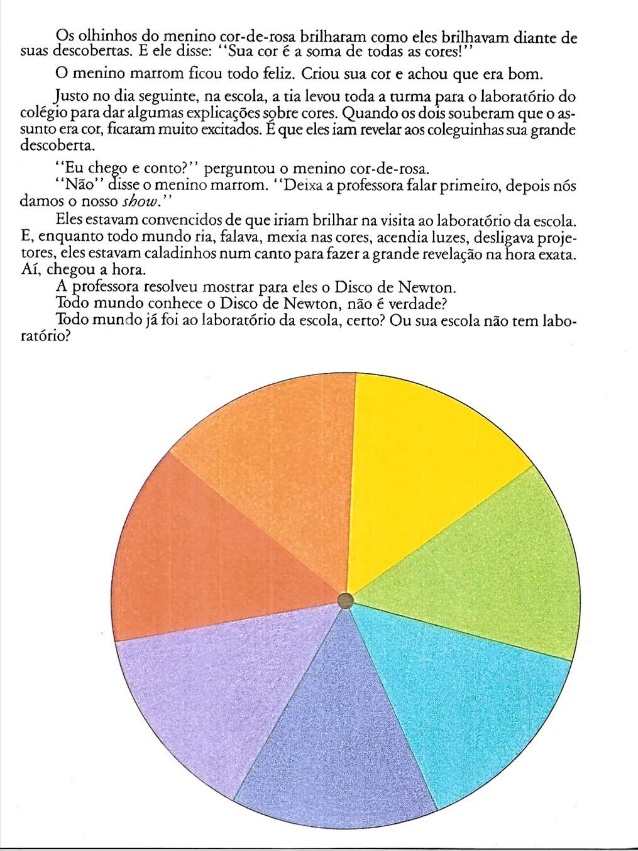 Os olhinhos do menino cor-de-rosa brilharam como eles brilhavam diante de
suas descobertas. E ele disse: ‘‘Sua cor é a soma de todas as cores!’’
O menino marrom ficou todo feliz. Criou sua cor e achou que era bom.
Justo no dia seguinte, na escola, a tia levou toda a turma para o laboratório do
colégio para dar algumas explicações sobre cores. Quando os dois souberam que o as-
sunto era cor, ficaram muito excitados. É que eles iam revelar aos coleguinhas sua grande
descoberta.
‘‘Eu chego e conto?’’ perguntou o menino cor-de-rosa.
‘‘Não’’ disse o menino marrom. ‘‘Deixa a professora falar primeiro, depois nós
damos o nosso show.’’
Eles estavam convencidos de que iriam brilhar na visita ao laboratório da escola.
E, enquanto todo mundo ria, falava, mexia nas cores, acendia luzes, desligava proje-
tores, eles estavam caladinhos num canto para fazer a grande revelação na hora exata.
Aí, chegou a hora.
A professora resolveu mostrar para eles o Disco de Newton.
Todo mundo conhece o Disco de Newton, não é verdade?
Todo mundo já foi ao laboratório da escola, certo? Ou sua escola não tem labo-
ratório?